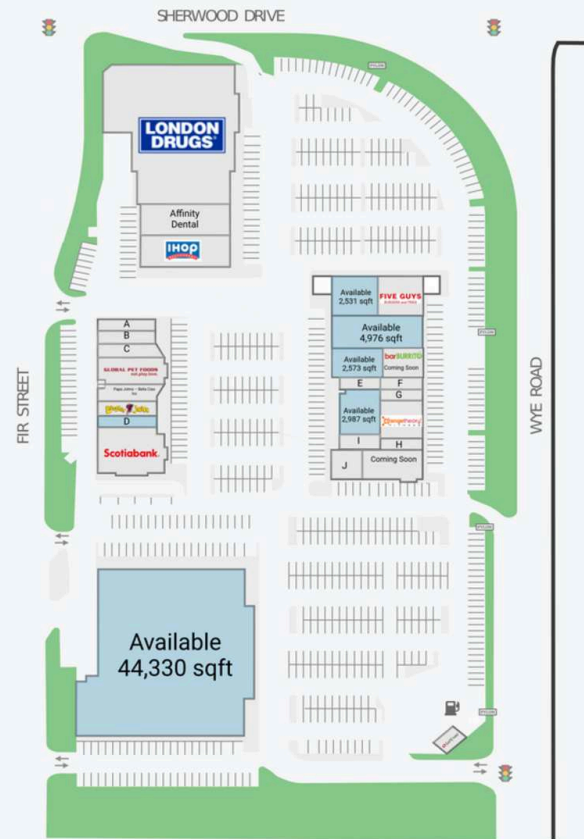 SHERWOOD DRIVE
LONDON
DRUGS
Affinity
Dental
IHOP
Available
2,531 sqft
FIVE GUYS
Available
4,976 sqft
Available
2,573 sqft
barBURRITO
Coming Soon
A
B
C
GLOBAL PET FOODS
D
Scotiabank
E
F
G
Available
2,987 sqft
Orangetheory
H
I
J
Coming Soon
FIR STREET
WYE ROAD
Available
44,330 sqft